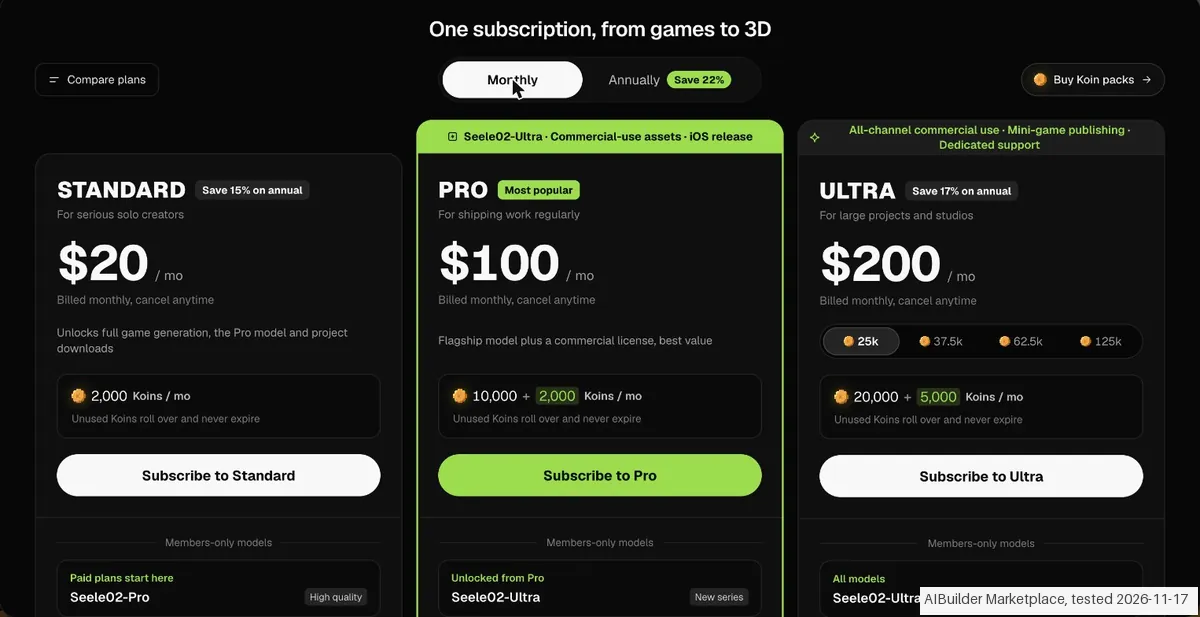 One subscription, from games to 3D
Compare plans
Monthly
Annually Save 22%
Buy Koin packs →
STANDARD Save 15% on annual
For serious solo creators
$20 / mo
Billed monthly, cancel anytime
Unlocks full game generation, the Pro model and project
downloads
2,000 Koins / mo
Unused Koins roll over and never expire
Subscribe to Standard
Members-only models
Paid plans start here
Seele02-Pro High quality
Seele02-Ultra · Commercial-use assets · iOS release
PRO Most popular
For shipping work regularly
$100 / mo
Billed monthly, cancel anytime
Flagship model plus a commercial license, best value
10,000 + 2,000 Koins / mo
Unused Koins roll over and never expire
Subscribe to Pro
Members-only models
Unlocked from Pro
Seele02-Ultra New series
All-channel commercial use · Mini-game publishing ·
Dedicated support
ULTRA Save 17% on annual
For large projects and studios
$200 / mo
Billed monthly, cancel anytime
25k 37.5k 62.5k 125k
20,000 + 5,000 Koins / mo
Unused Koins roll over and never expire
Subscribe to Ultra
Members-only models
All models
Seele02-Ultra
AIBuilder Marketplace, tested 2026-11-17